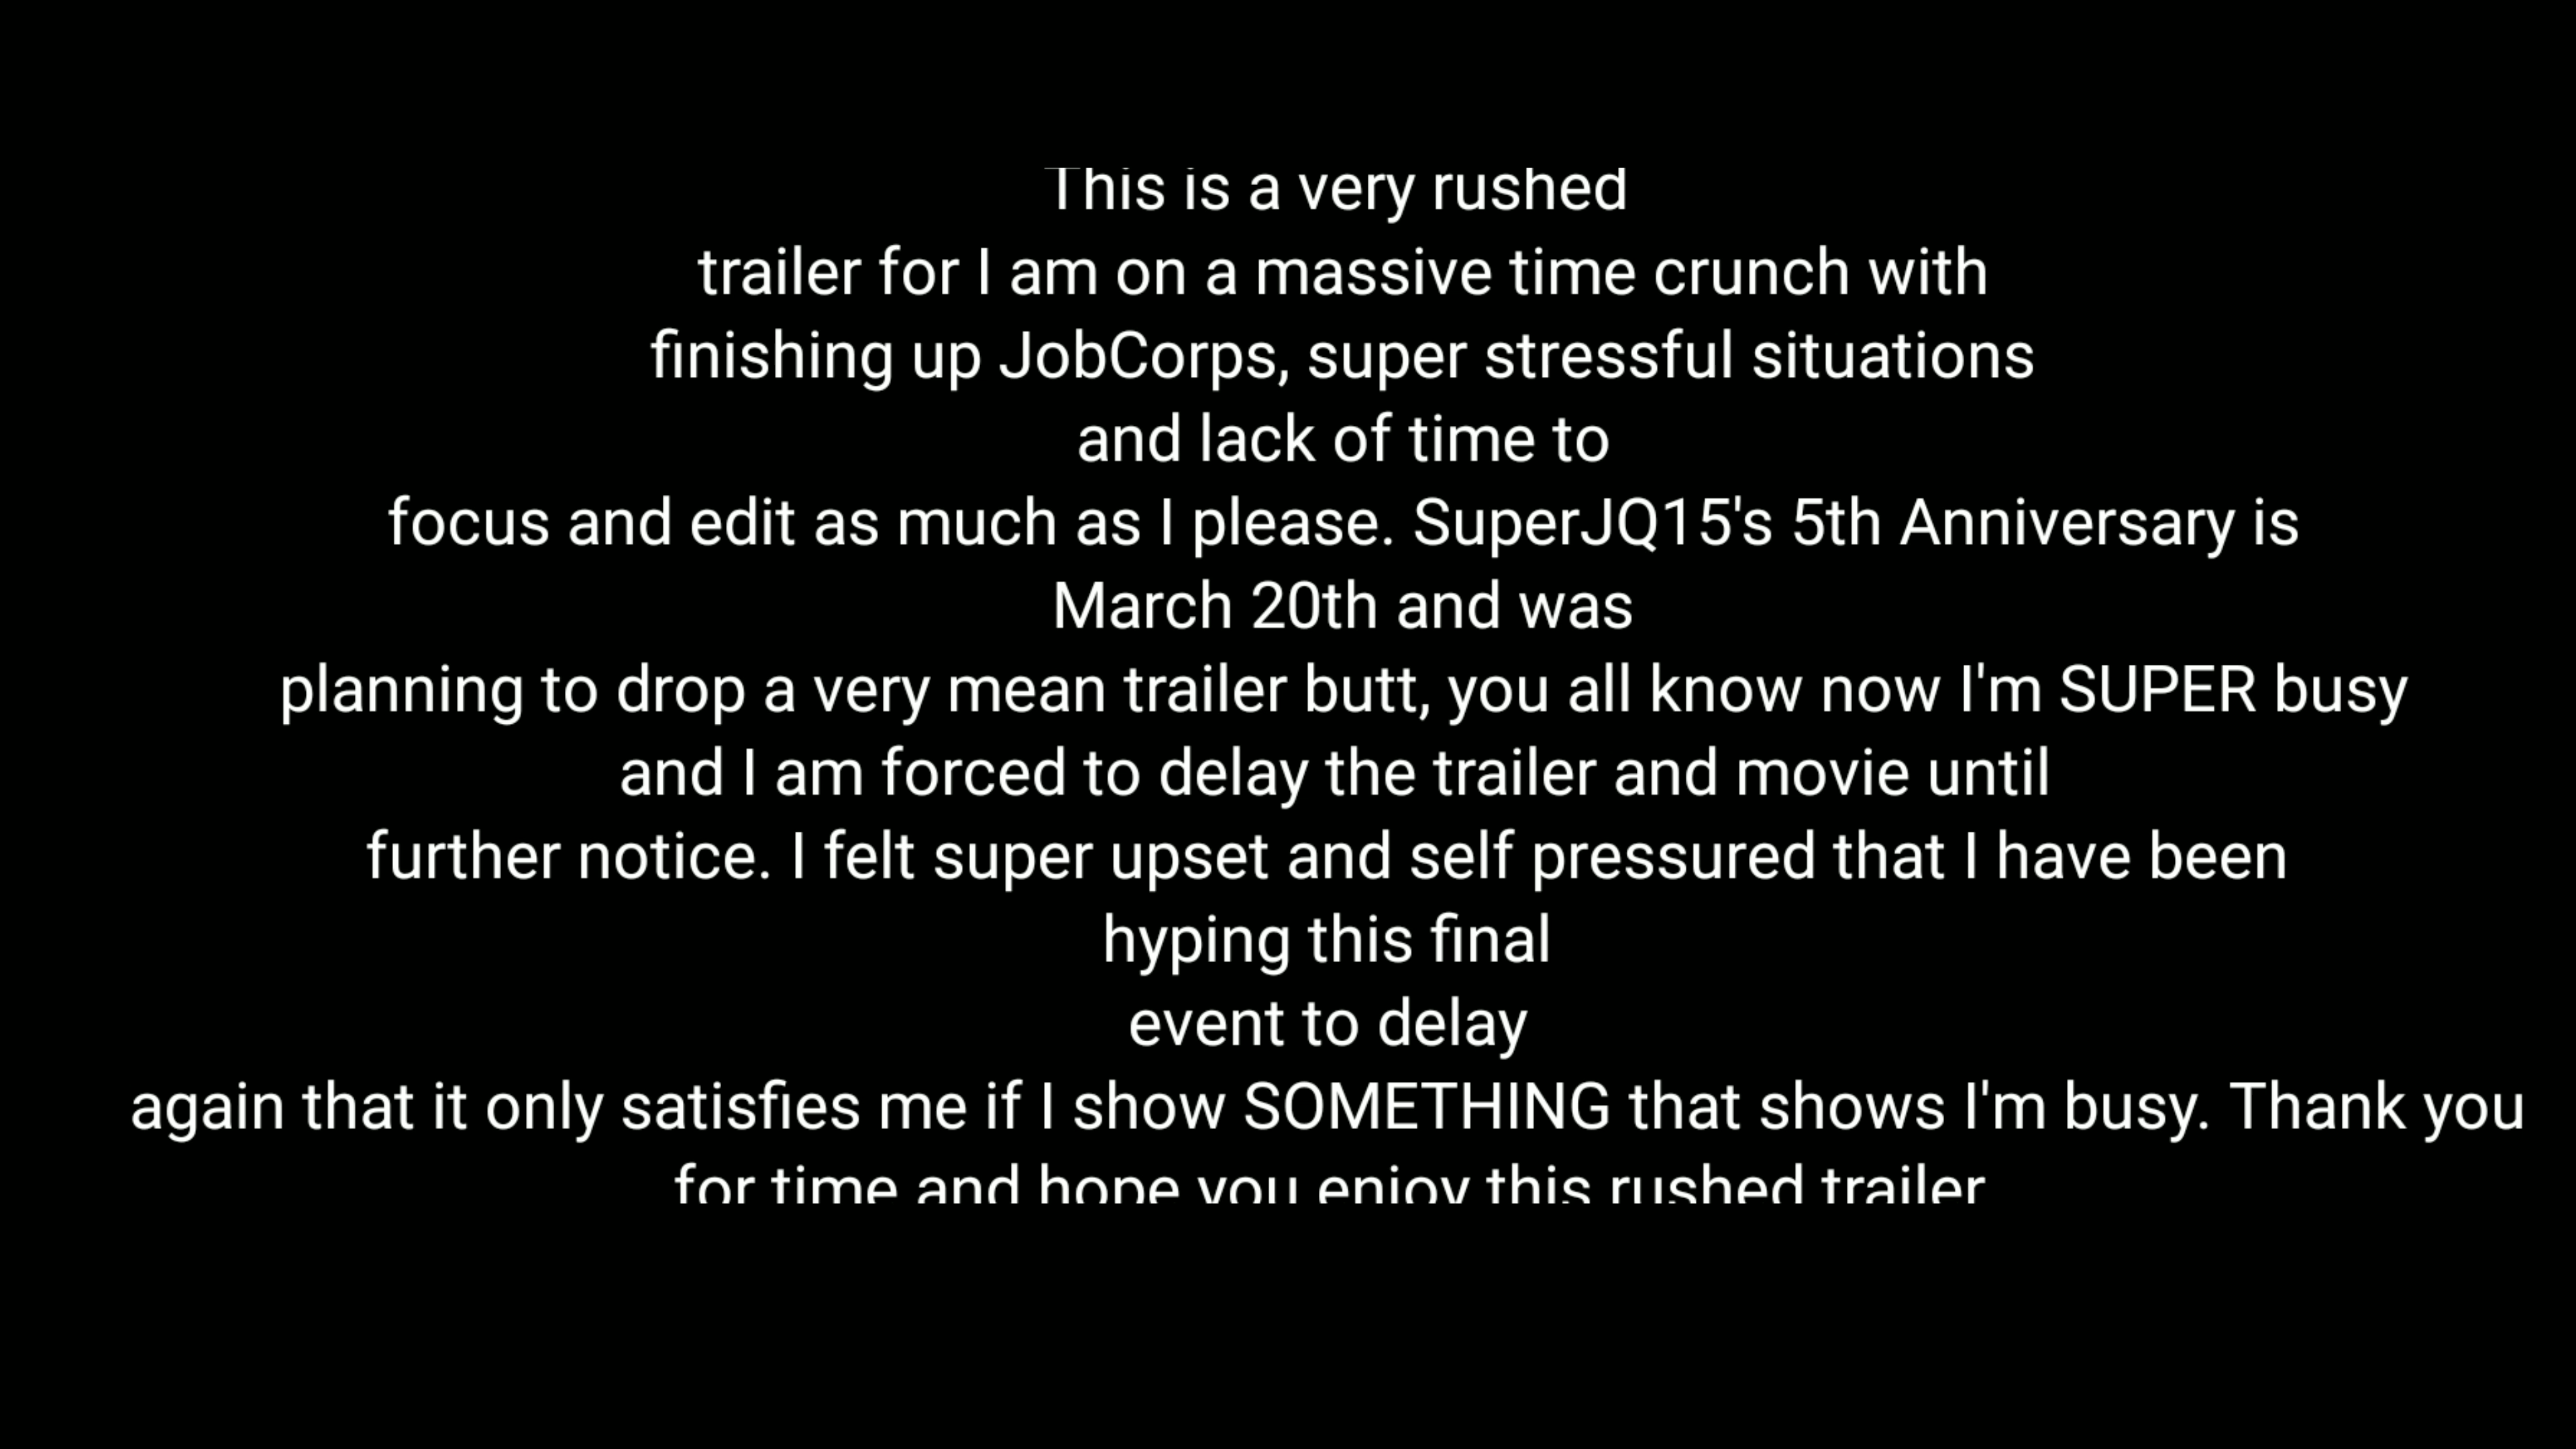 This is a very rushed
trailer for I am on a massive time crunch with
finishing up JobCorps, super stressful situations
and lack of time to
focus and edit as much as I please. SuperJQ15's 5th Anniversary is
March 20th and was
planning to drop a very mean trailer butt, you all know now I'm SUPER busy
and I am forced to delay the trailer and movie until
further notice. I felt super upset and self pressured that I have been
hyping this final
event to delay
again that it only satisfies me if I show SOMETHING that shows I'm busy. Thank you
for time and hope you enjoy this rushed trailer